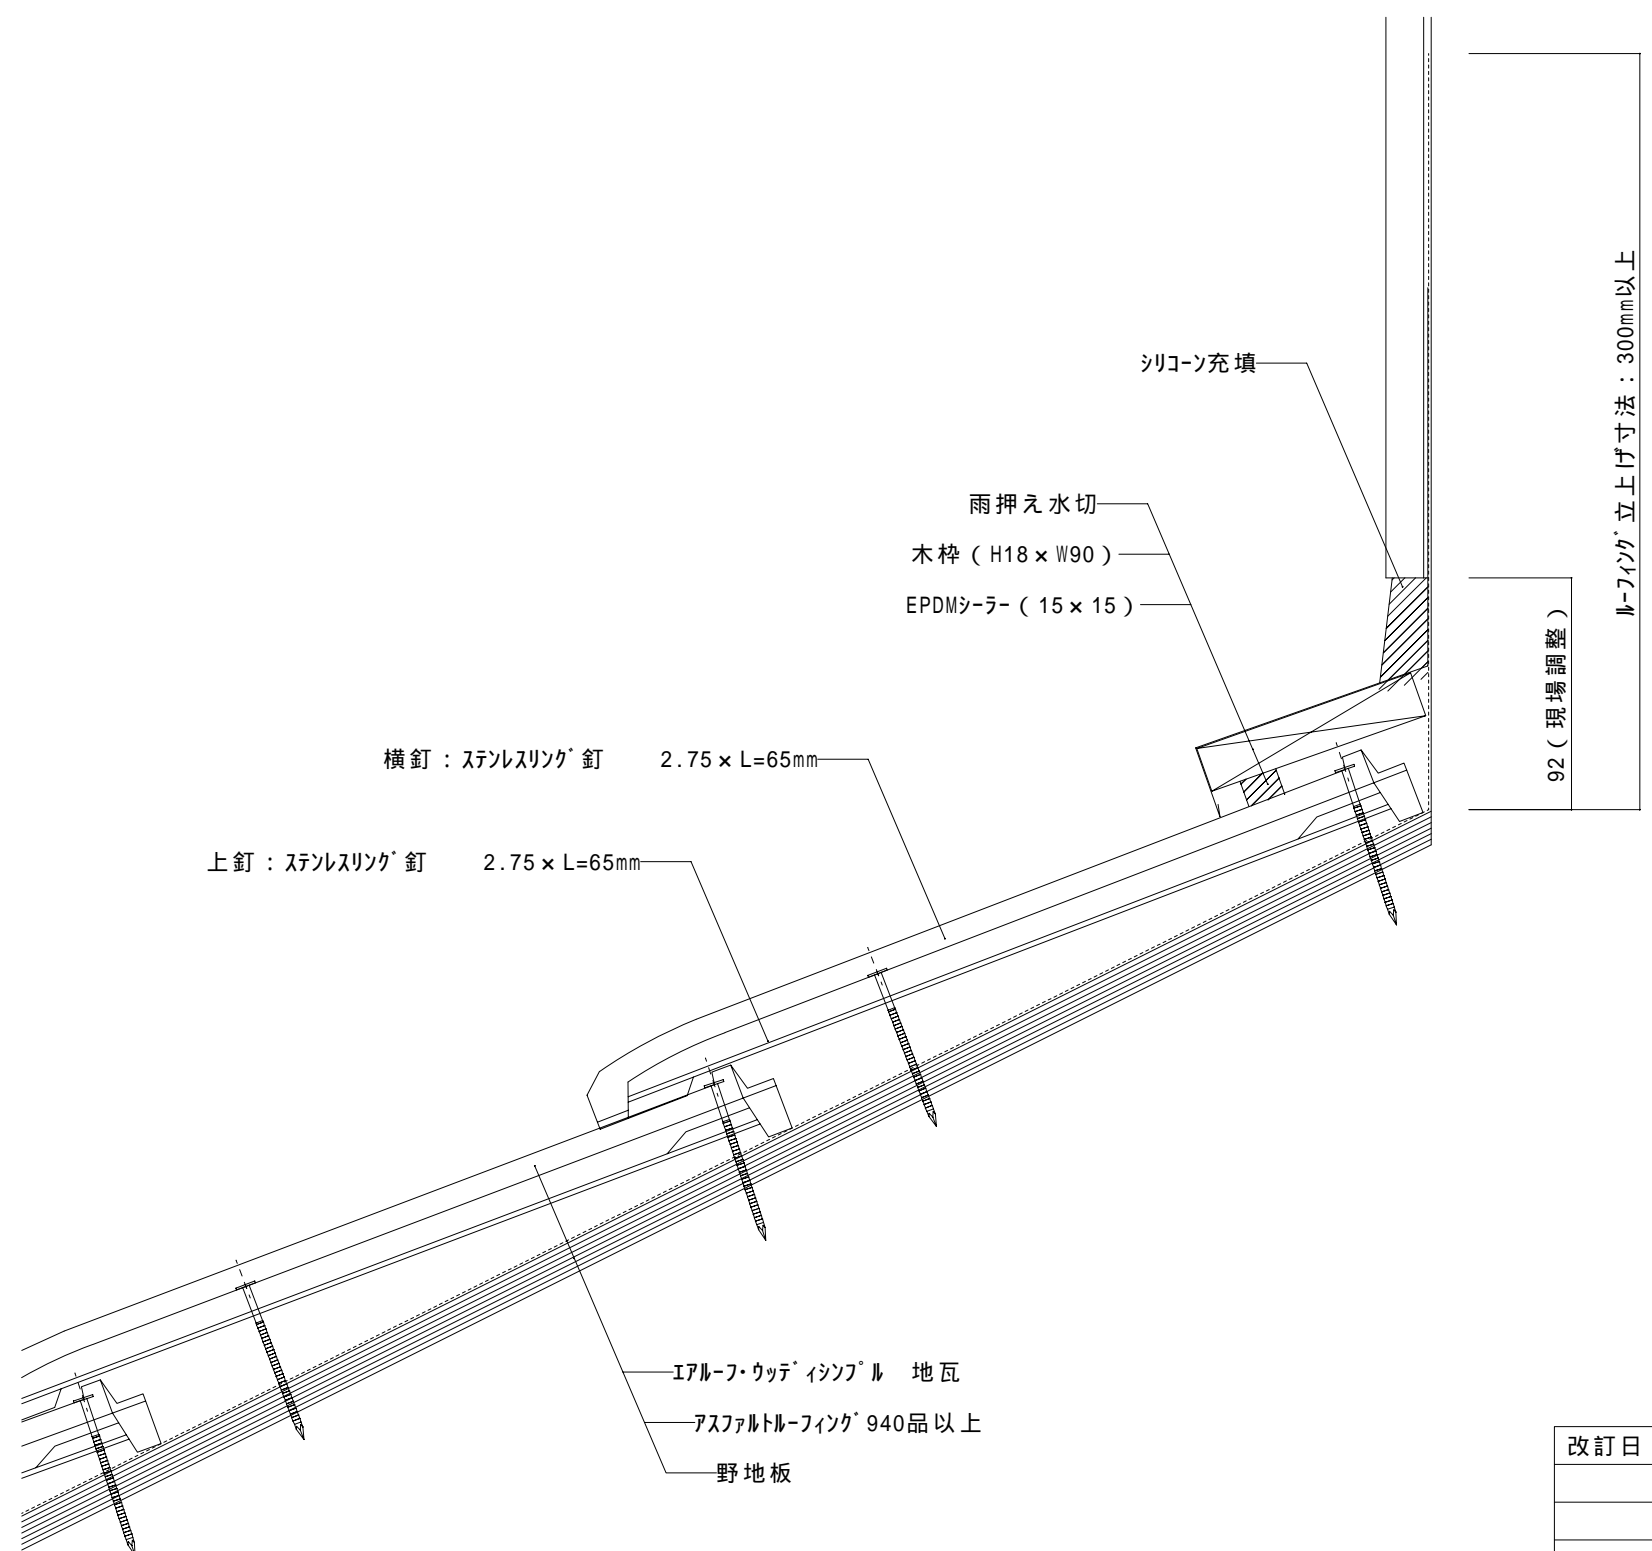 シリコーン充填
雨押え水切
木枠（H18×W90）
EPDMシーラー（15×15）
横釘：ステンレスリング釘　2.75×L=65mm
上釘：ステンレスリング釘　2.75×L=65mm
ルーフィング立上げ寸法：300mm以上
92（現場調整）
エアルーフ・ウッディシンプル　地瓦
アスファルトルーフィング940品以上
野地板
改訂日